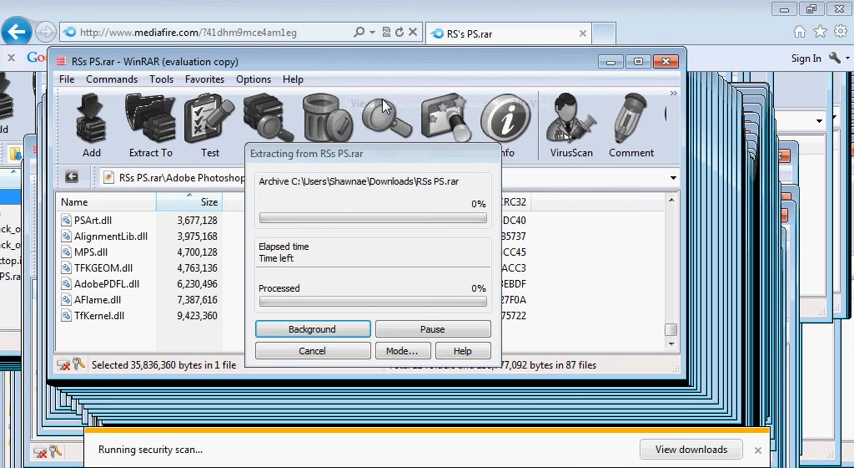 http://www.mediafire.com/?41dhm9mce4am1eg
RS's PS.rar
Sign In
RSs PS.rar - WinRAR (evaluation copy)
File Commands Tools Favorites Options Help
Add Extract To Test VirusScan Comment
Extracting from RSs PS.rar
RSs PS.rar\Adobe Photoshop
Archive C:\Users\Shawnae\Downloads\RSs PS.rar
0%
Name Size CRC32
PSArt.dll 3,677,128
AlignmentLib.dll 3,975,168
MPS.dll 4,700,128
TFKGEOM.dll 4,763,136
AdobePDFL.dll 6,230,496
AFlame.dll 7,387,616
TfKernel.dll 9,423,360
Elapsed time
Time left
Processed 0%
Background Pause
Cancel Mode... Help
Selected 35,836,360 bytes in 1 file
bytes in 87 files
Running security scan...
View downloads